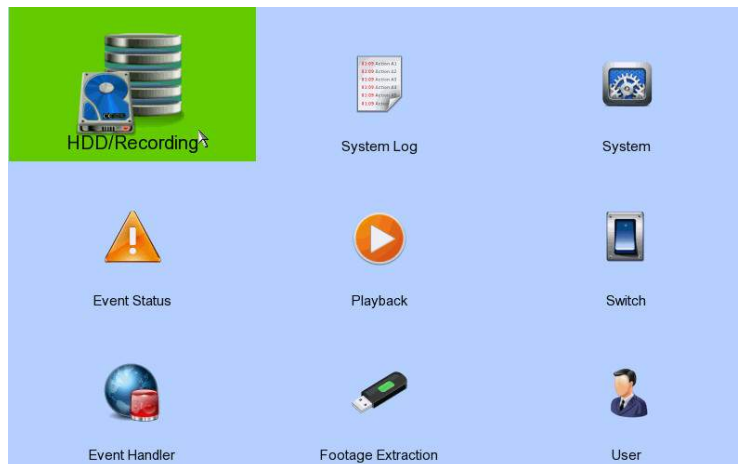 HDD/Recording
System Log
System
Event Status
Playback
Switch
Event Handler
Footage Extraction
User